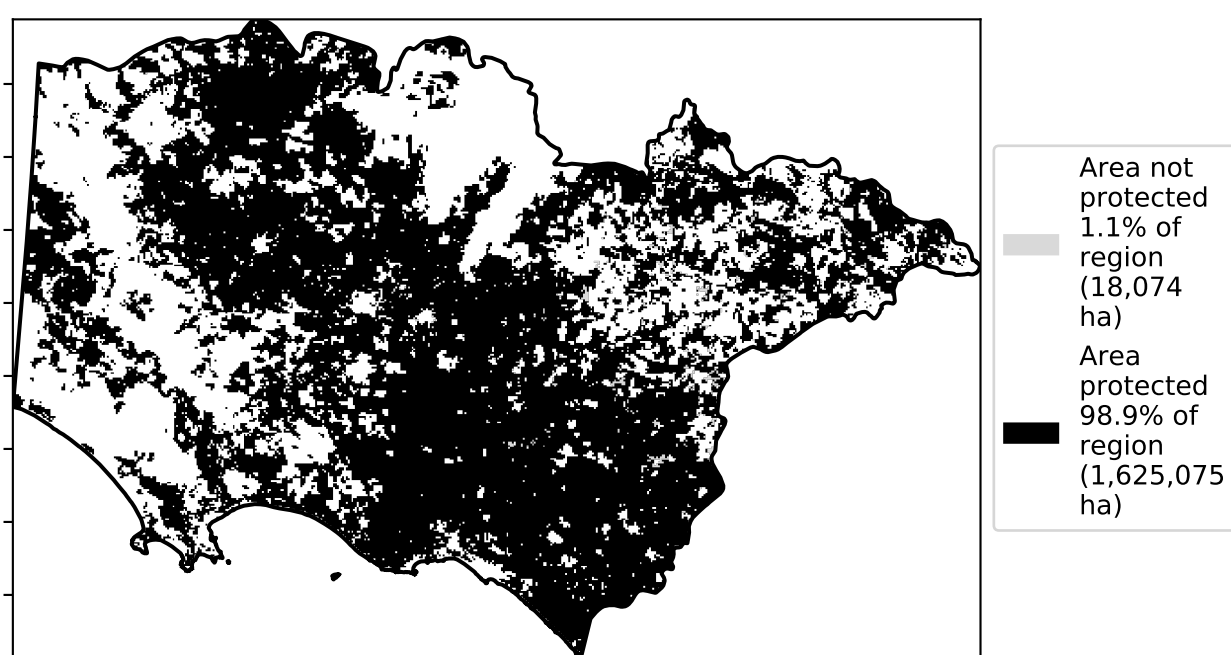 Area not
protected
1.1% of
region
(18,074
ha)
Area
protected
98.9% of
region
(1,625,075
ha)